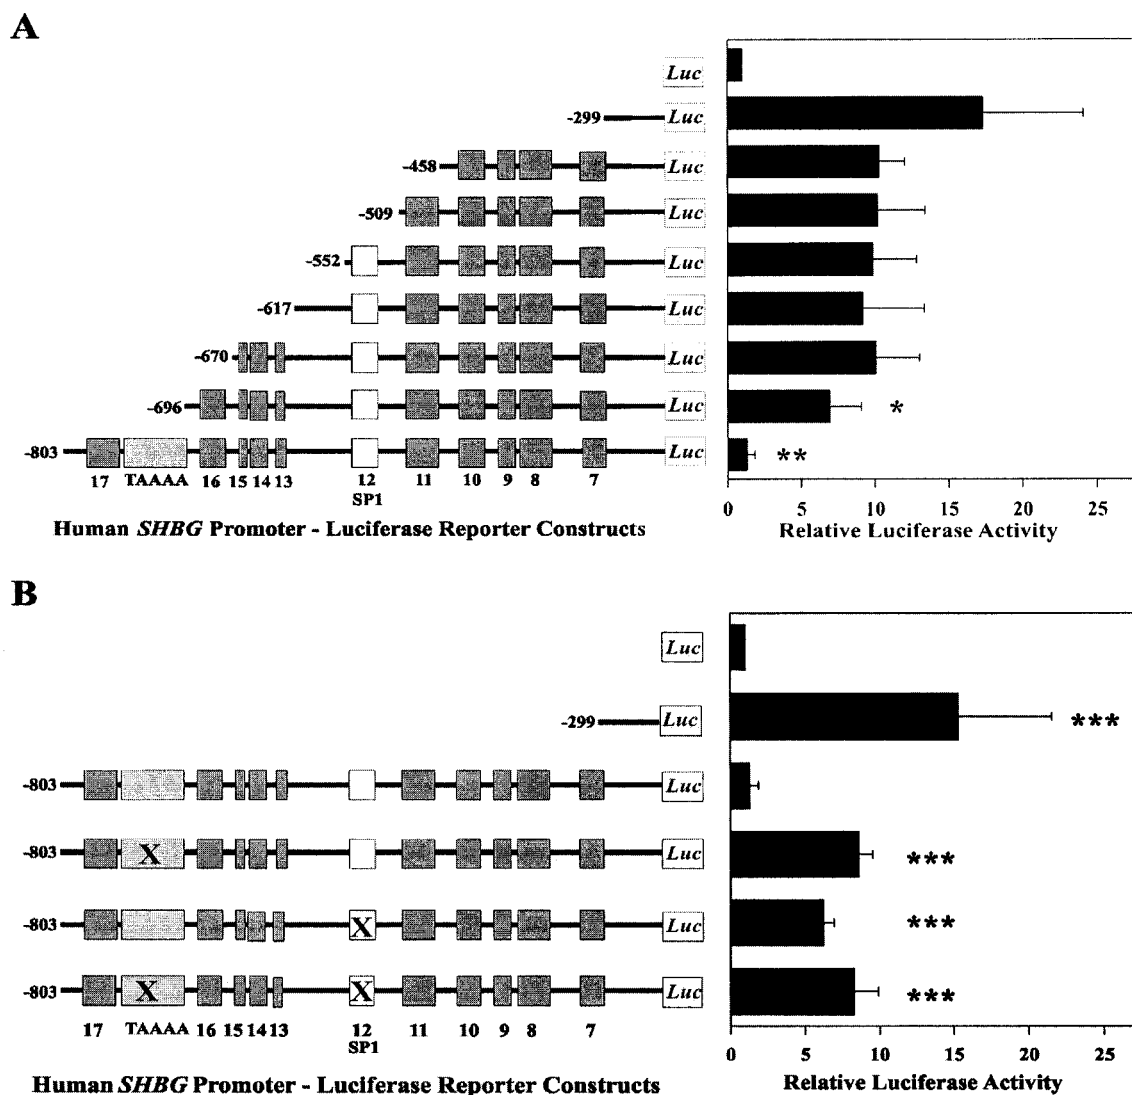 A
Luc
-299 Luc
-458 Luc
-509 Luc
-552 Luc
-617 Luc
-670 Luc
-696 Luc *
-803 Luc **
17 TAAAA 16 15 14 13 12 11 10 9 8 7
SP1
0 5 10 15 20 25
Human SHBG Promoter - Luciferase Reporter Constructs
Relative Luciferase Activity
B
Luc
-299 Luc ***
-803 Luc
-803 X Luc ***
-803 X Luc ***
-803 X X Luc ***
17 TAAAA 16 15 14 13 12 11 10 9 8 7
SP1
0 5 10 15 20 25
Human SHBG Promoter - Luciferase Reporter Constructs
Relative Luciferase Activity